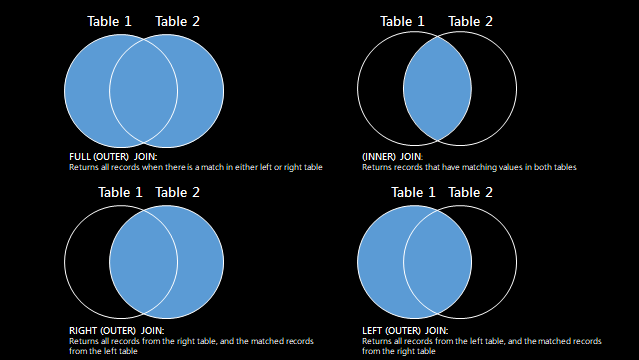 Table 1 Table 2
FULL (OUTER) JOIN:
Returns all records when there is a match in either left or right table
Table 1 Table 2
(INNER) JOIN:
Returns records that have matching values in both tables
Table 1 Table 2
RIGHT (OUTER) JOIN:
Returns all records from the right table, and the matched records
from the left table
Table 1 Table 2
LEFT (OUTER) JOIN:
Returns all records from the left table, and the matched records
from the right table